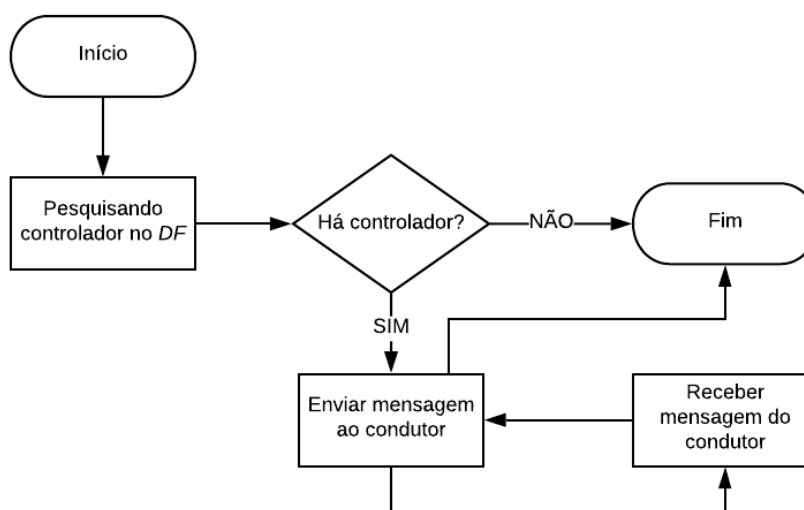 Início
Pesquisando
controlador no DF
Há controlador?
NÃO
Fim
SIM
Enviar mensagem
ao condutor
Receber
mensagem do
condutor